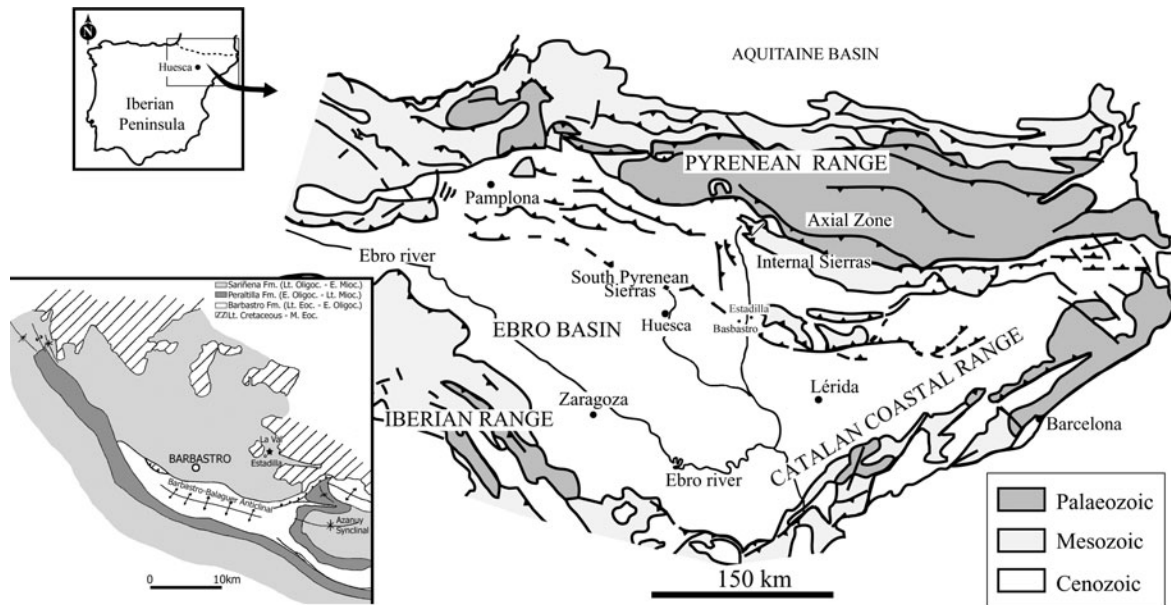 N
Huesca
Iberian
Peninsula
AQUITAINE BASIN
PYRENEAN RANGE
Pamplona
Axial Zone
Ebro river
Internal Sierras
South Pyrenean
Sierras
Estadilla
Huesca
Basbastro
EBRO BASIN
Lérida
Zaragoza
IBERIAN RANGE
CATALAN COASTAL RANGE
Barcelona
Ebro river
150 km
Palaeozoic
Mesozoic
Cenozoic
Sariñena Fm. (Lt. Oligoc. - E. Mioc.)
Peraltilla Fm. (E. Oligoc. - Lt. Mioc.)
Barbastro Fm. (Lt. Eoc. - E. Oligoc.)
Lt. Cretaceous - M. Eoc.
La Val
Estadilla
BARBASTRO
Barbastro-Balaguer Anticlinal
Azanuy
Synclinal
0 10km